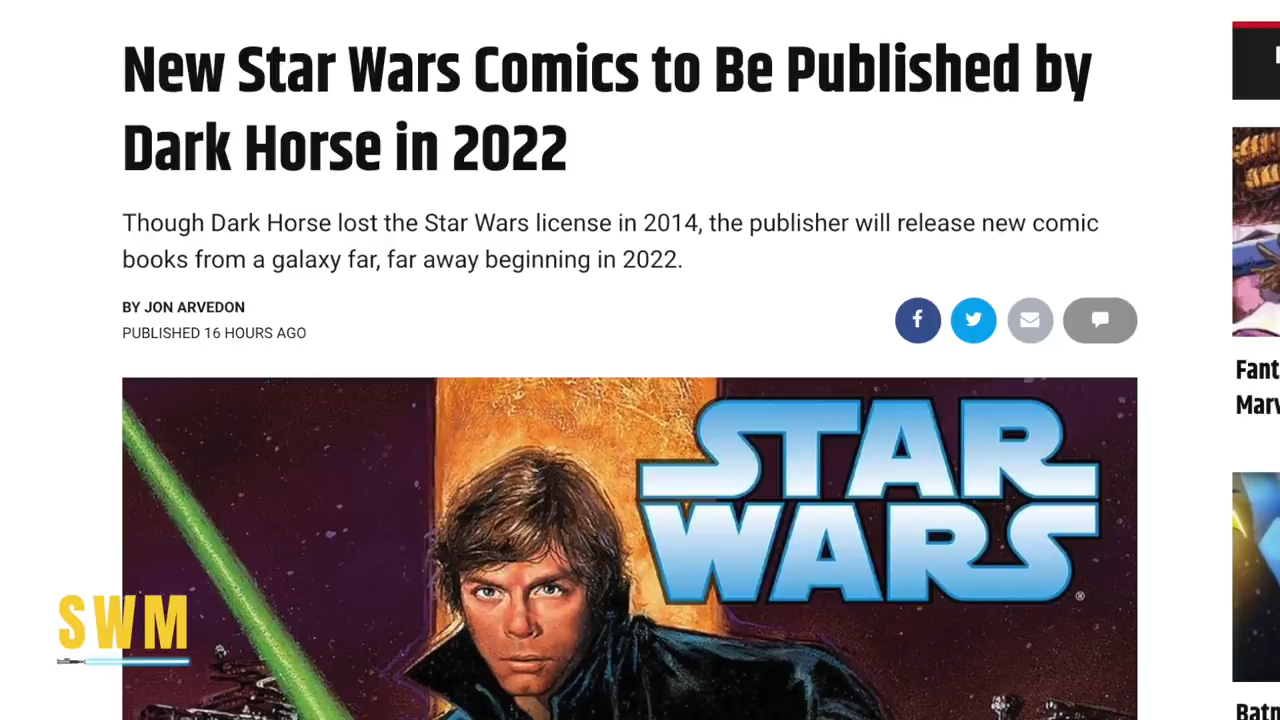 New Star Wars Comics to Be Published by
Dark Horse in 2022
Though Dark Horse lost the Star Wars license in 2014, the publisher will release new comic
books from a galaxy far, far away beginning in 2022.
BY JON ARVEDON
PUBLISHED 16 HOURS AGO
STAR
WARS
®
SWM
Fant
Marv
Batm